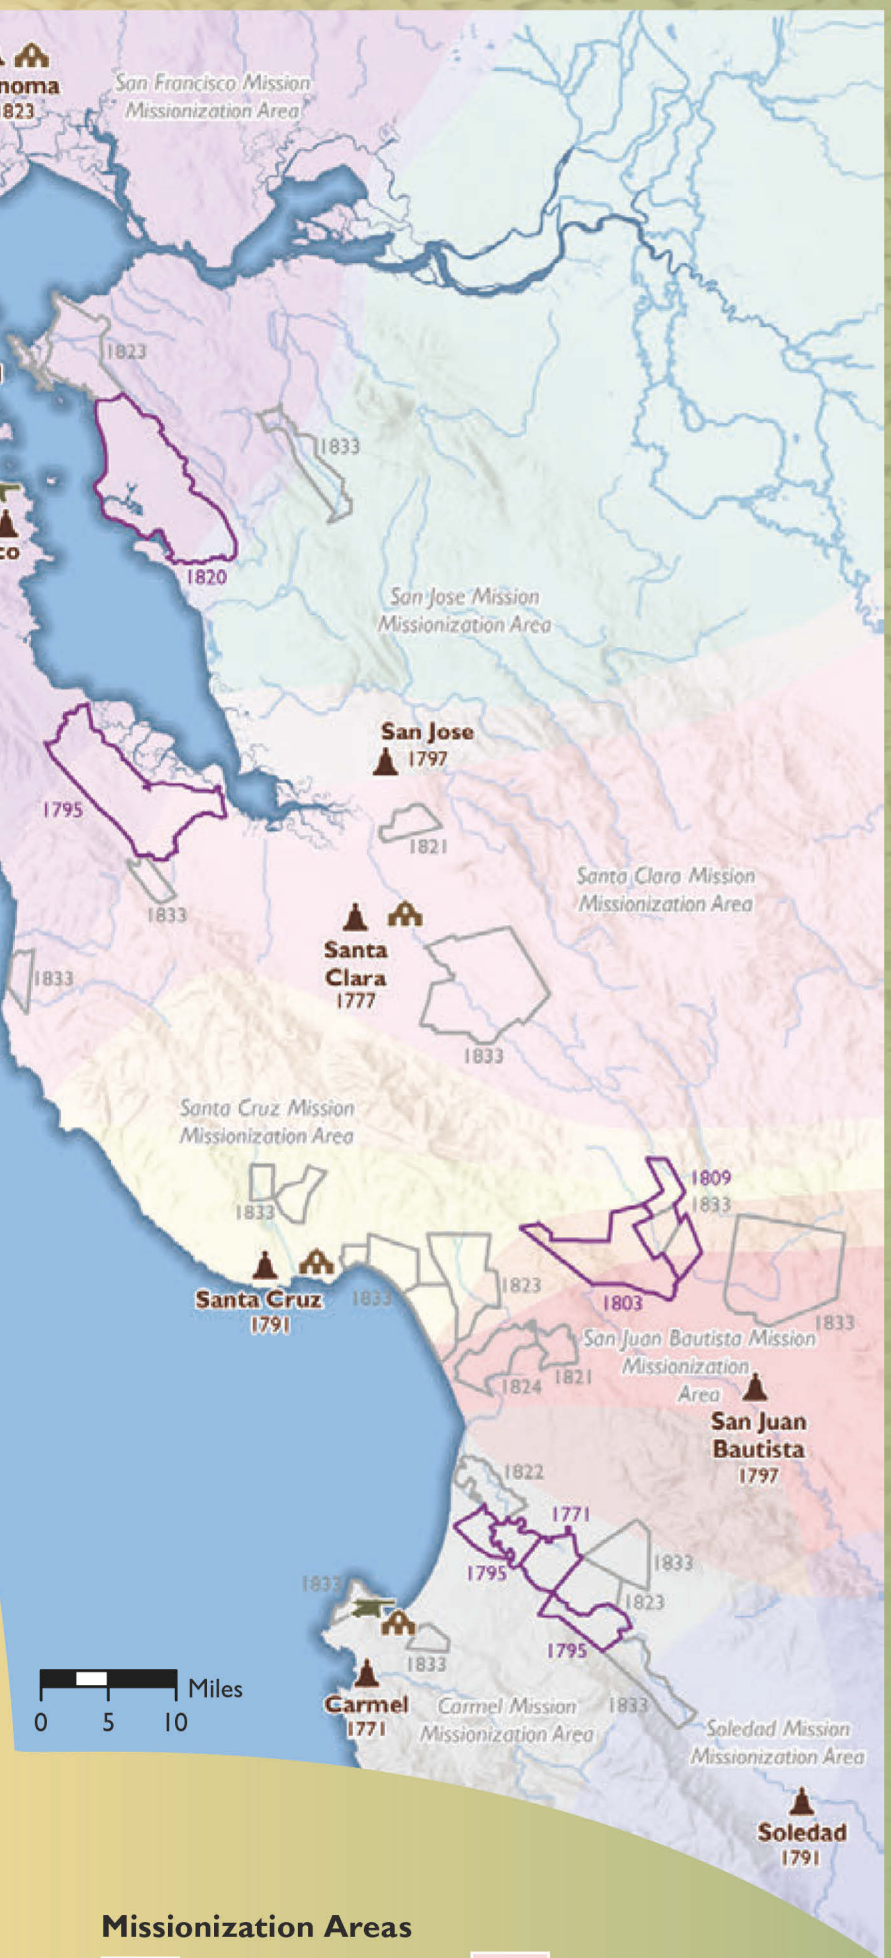 noma
1823
San Francisco Mission
Missionization Area
1823
1833
co
1820
San Jose Mission
Missionization Area
San Jose
1797
1795
1821
Santa Clara Mission
Missionization Area
1833
Santa
Clara
1777
1833
1833
Santa Cruz Mission
Missionization Area
1809
1833
1833
Santa Cruz
1791
1833
1823
1803
1833
San Juan Bautista Mission
Missionization
Area
1824
1821
San Juan
Bautista
1797
1822
1771
1795
1833
1833
1823
1795
1833
Miles
0 5 10
Carmel
1771
Carmel Mission
Missionization Area
1833
Soledad Mission
Missionization Area
Soledad
1791
Missionization Areas